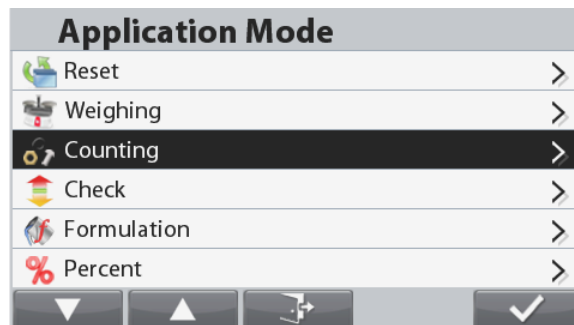 Application Mode
Reset
Weighing
Counting
Check
Formulation
Percent